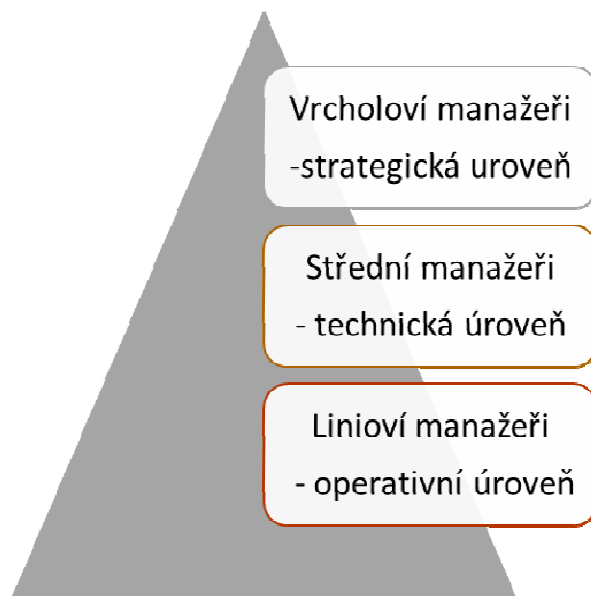 Vrcholoví manažeři
-strategická uroveň
Střední manažeři
- technická úroveň
Linioví manažeři
- operativní úroveň